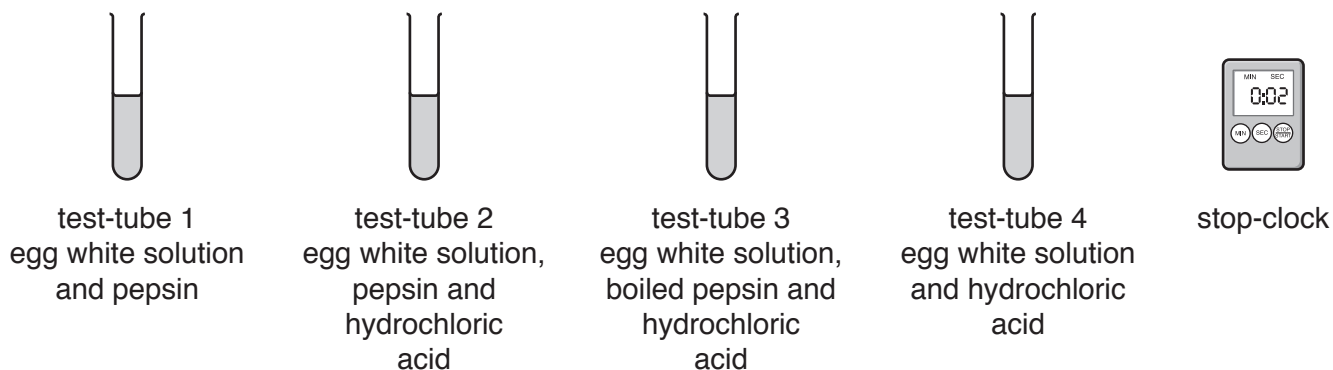 MIN SEC
0:02
MIN SEC STOP
START
test-tube 1
egg white solution
and pepsin
test-tube 2
egg white solution,
pepsin and
hydrochloric
acid
test-tube 3
egg white solution,
boiled pepsin and
hydrochloric
acid
test-tube 4
egg white solution
and hydrochloric
acid
stop-clock